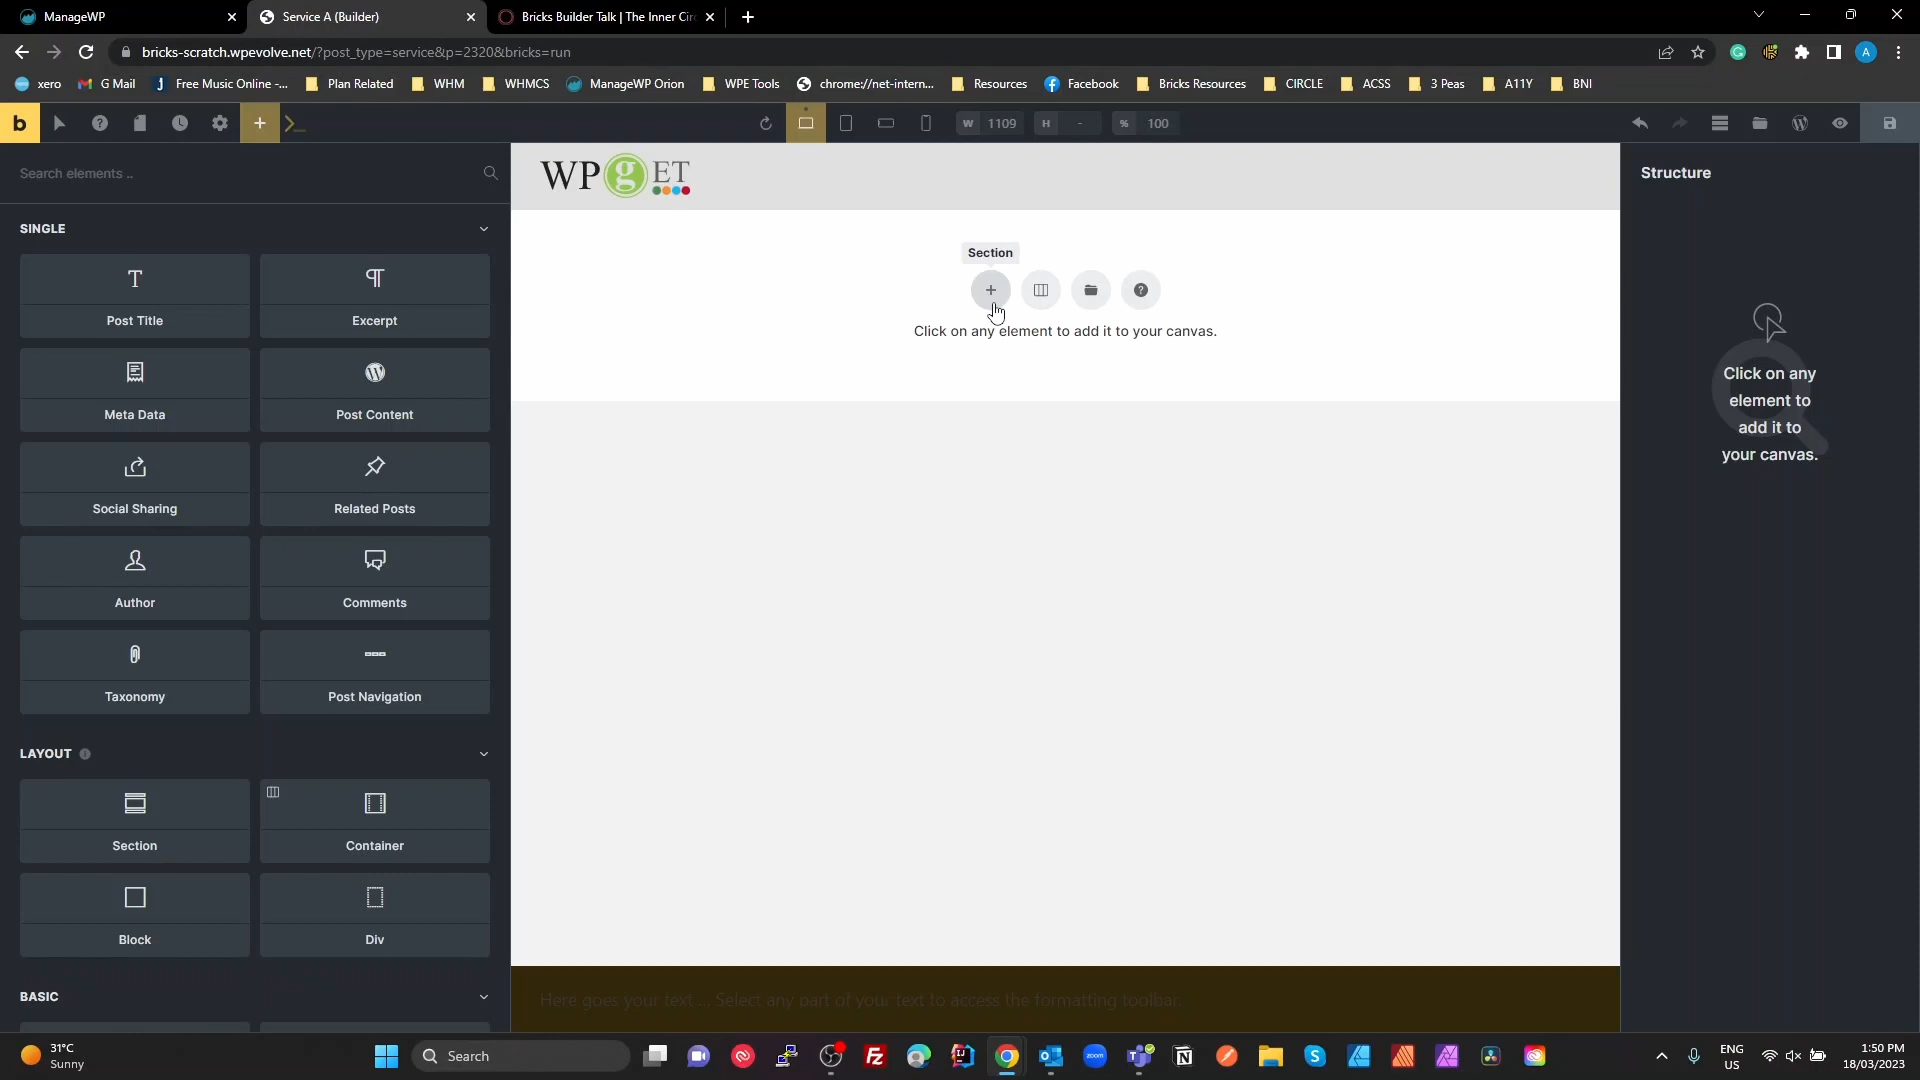 ManageWP
Service A (Builder)
Bricks Builder Talk | The Inner Circ
bricks-scratch.wpevolve.net/?post_type=service&p=2320&bricks=run
A
xero
G Mail
Free Music Online -...
Plan Related
WHM
WHMCS
ManageWP Orion
WPE Tools
chrome://net-intern...
Resources
Facebook
Bricks Resources
CIRCLE
ACSS
3 Peas
A11Y
BNI
b
W 1109
H -
% 100
Search elements ..
SINGLE
Post Title
Excerpt
Meta Data
Post Content
Social Sharing
Related Posts
Author
Comments
Taxonomy
Post Navigation
LAYOUT
Section
Container
Block
Div
BASIC
WPgET
Section
Click on any element to add it to your canvas.
Here goes your text ... Select any part of your text to access the formatting toolbar.
Structure
Click on any
element to
add it to
your canvas.
31°C
Sunny
Search
zoom
ENG
US
1:50 PM
18/03/2023